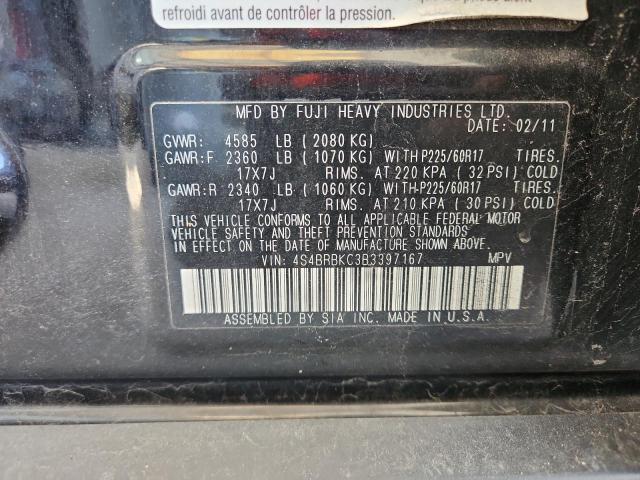 refroidi avant de contrôler la pression.
MFD BY FUJI HEAVY INDUSTRIES LTD.
DATE: 02/11
GVWR: 4585 LB (2080 KG)
GAWR:F 2360 LB (1070 KG) WITH P225/60R17 TIRES.
17X7J RIMS. AT 220 KPA (32 PSI) COLD
GAWR:R 2340 LB (1060 KG) WITH P225/60R17 TIRES.
17X7J RIMS. AT 210 KPA (30 PSI) COLD
THIS VEHICLE CONFORMS TO ALL APPLICABLE FEDERAL MOTOR
VEHICLE SAFETY AND THEFT PREVENTION STANDARDS
IN EFFECT ON THE DATE OF MANUFACTURE SHOWN ABOVE.
VIN: 4S4BRBKC3B3397167 MPV
ASSEMBLED BY SIA INC. MADE IN U.S.A.